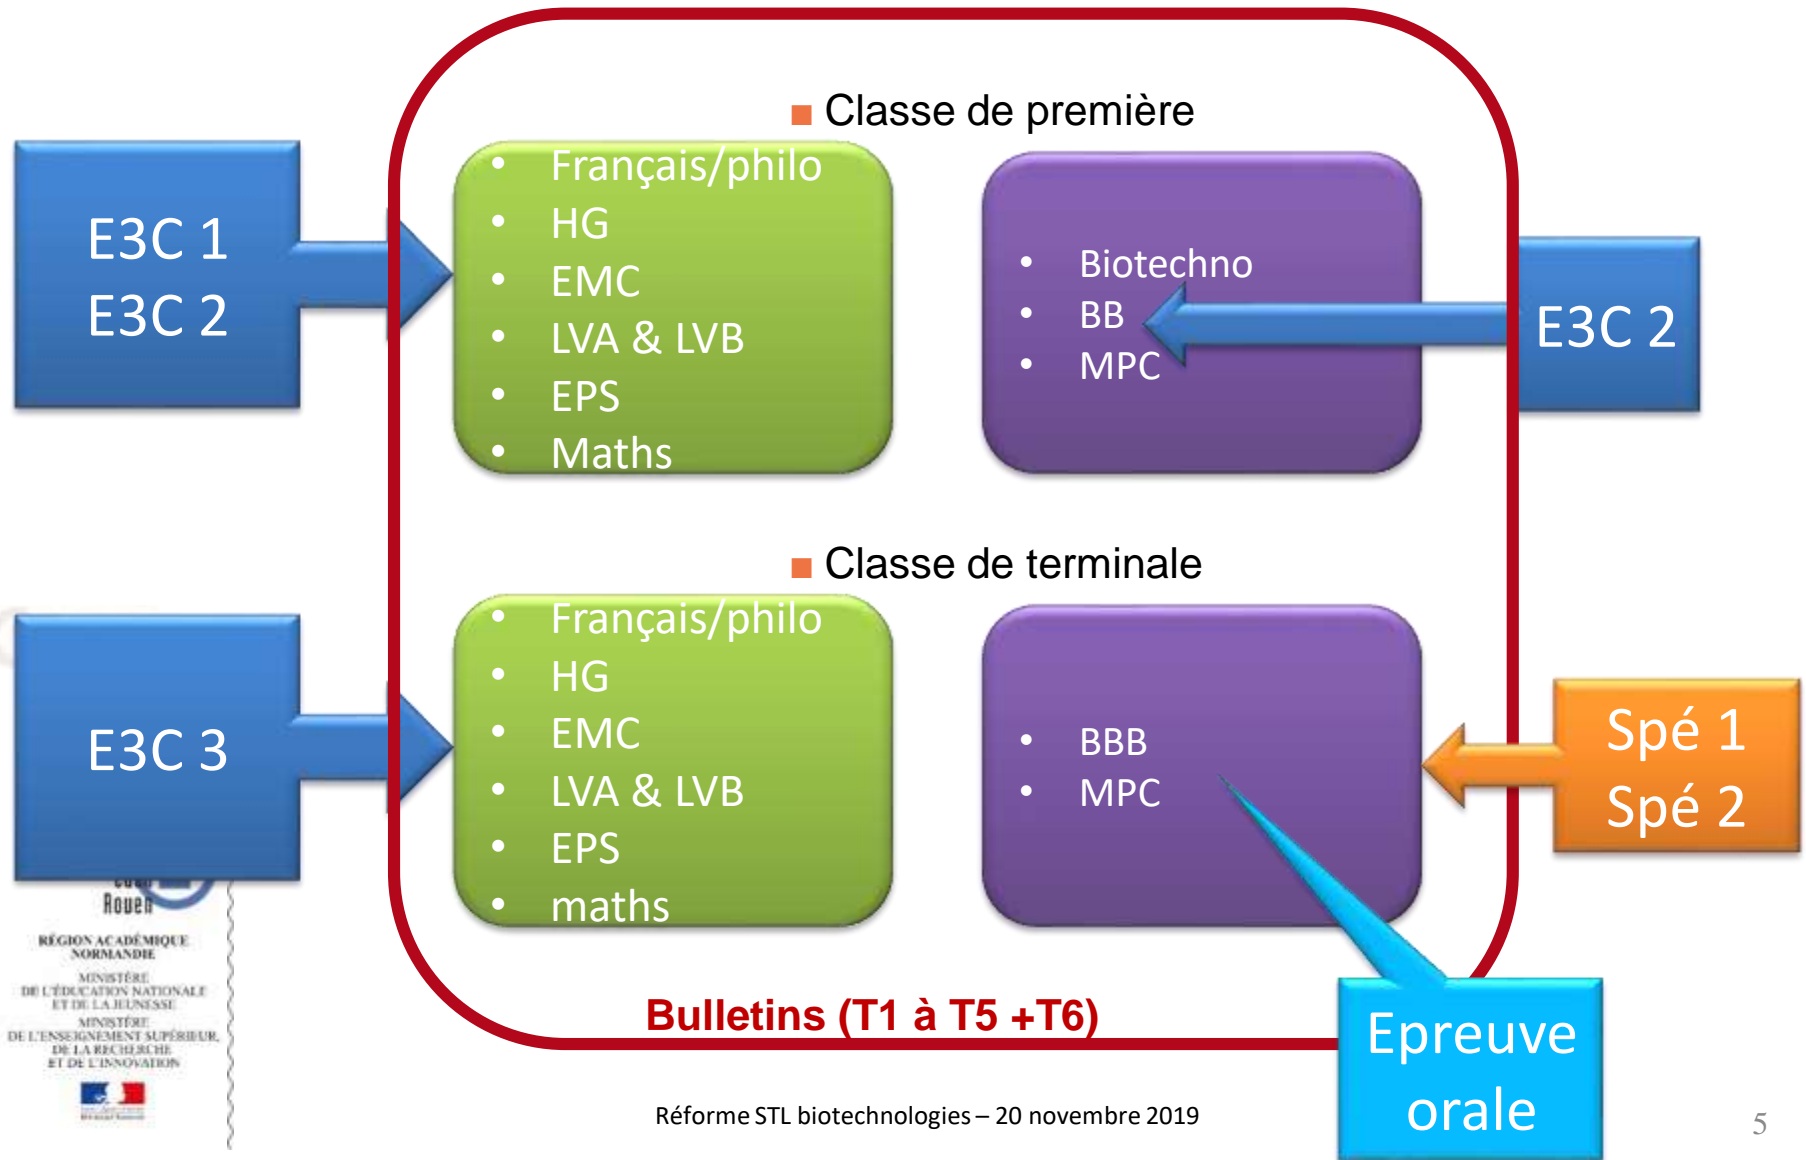 ■ Classe de première
E3C 1
E3C 2
• Français/philo
• HG
• EMC
• LVA & LVB
• EPS
• Maths
• Biotechno
• BB
• MPC
E3C 2
■ Classe de terminale
E3C 3
• Français/philo
• HG
• EMC
• LVA & LVB
• EPS
• maths
• BBB
• MPC
Spé 1
Spé 2
Epreuve
orale
Bulletins (T1 à T5 +T6)
Rouen
RÉGION ACADÉMIQUE
NORMANDIE
MINISTÈRE
DE L'ÉDUCATION NATIONALE
ET DE LA JEUNESSE
MINISTÈRE
DE L'ENSEIGNEMENT SUPÉRIEUR,
DE LA RECHERCHE
ET DE L'INNOVATION
Réforme STL biotechnologies – 20 novembre 2019
5